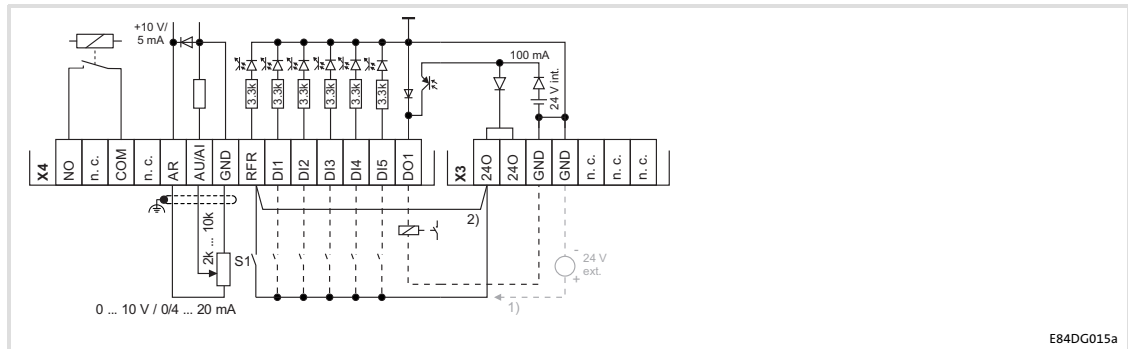 +10 V/
5 mA
100 mA
24 V int.
3.3k
3.3k
3.3k
3.3k
3.3k
3.3k
X4
NO
n. c.
COM
n. c.
AR
AU/AI
GND
RFR
DI1
DI2
DI3
DI4
DI5
DO1
X3
24O
24O
GND
GND
n. c.
n. c.
n. c.
2)
2k ... 10k
S1
-
24 V
ext.
+
1)
0 ... 10 V / 0/4 ... 20 mA
E84DG015a